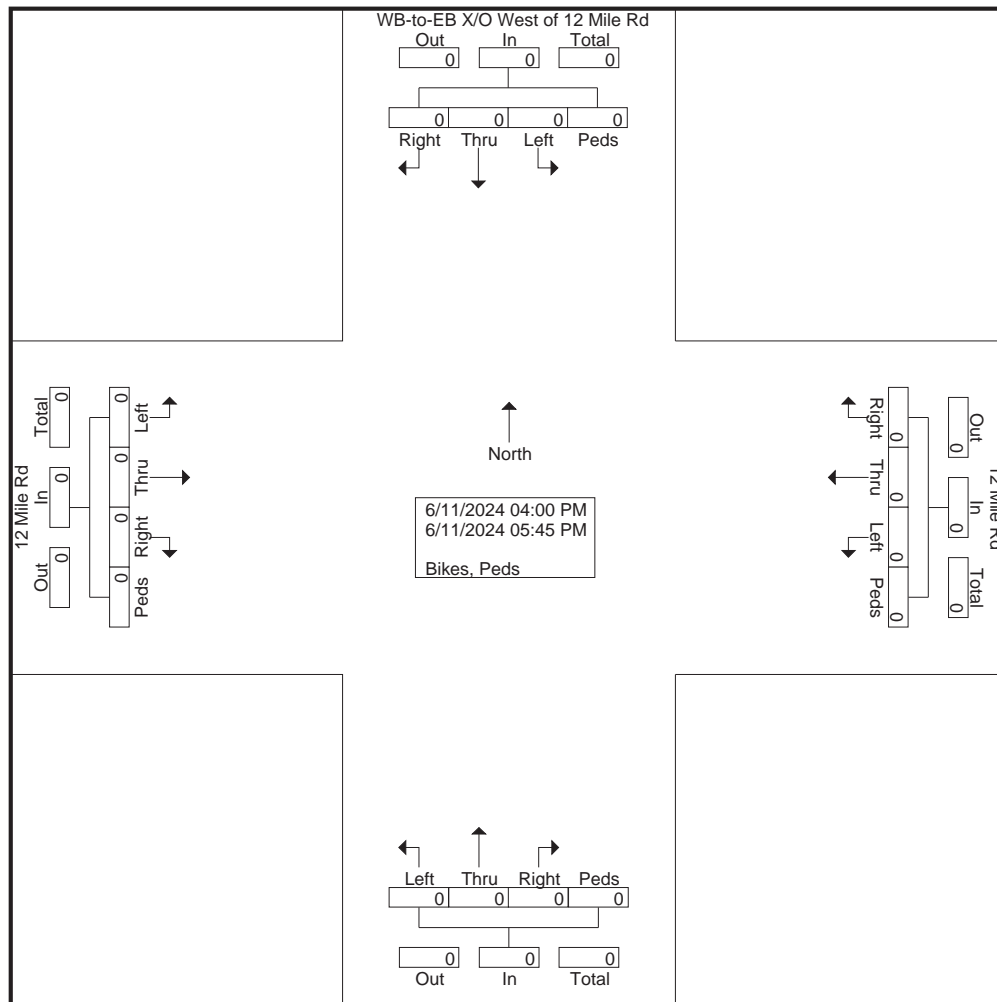 WB-to-EB X/O West of 12 Mile Rd
Out In Total
0 0 0
0 0 0 0
Right Thru Left Peds
12 Mile Rd
Total In Out
0 0 0
0 0 0 0
Left Thru Right Peds
North
6/11/2024 04:00 PM
6/11/2024 05:45 PM
Bikes, Peds
Right Thru Left Peds
0 0 0 0
Out In Total
0 0 0
12 Mile Rd
Left Thru Right Peds
0 0 0 0
0 0 0
Out In Total